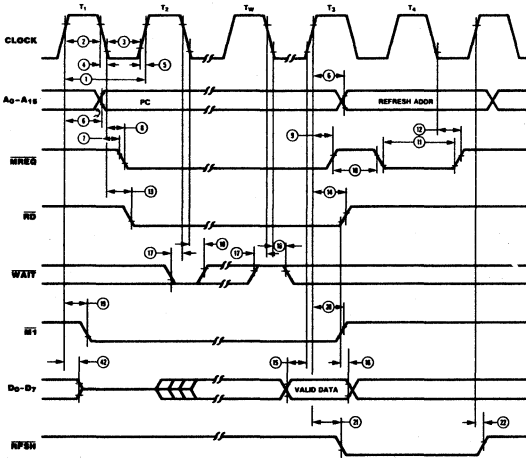 T1 T2 TW T3 T4
CLOCK
2 3
4 5
1
6
A0-A15 PC REFRESH ADDR
6
7 8 9 12
MREQ 10 11
13 14
RD
17 18 17 18
WAIT
19 20
M1
42 15 16
D0-D7 VALID DATA
21 22
RFSH